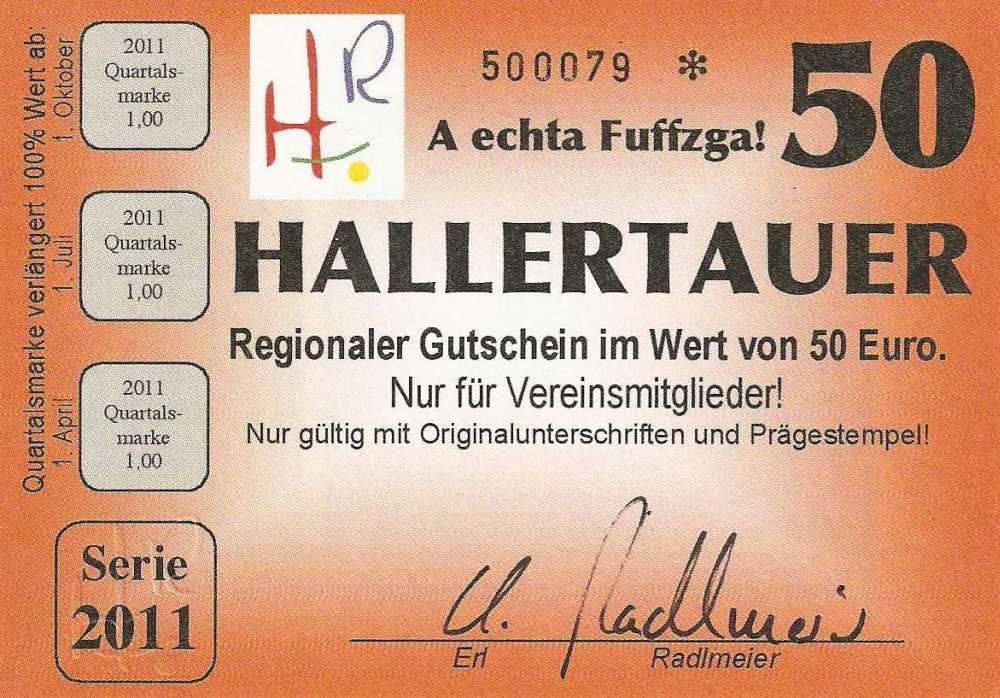 Quartalsmarke verlängert 100% Wert ab:
1. Oktober
1. Juli
1. April
2011
Quartals-
marke
1,00
2011
Quartals-
marke
1,00
2011
Quartals-
marke
1,00
Serie
2011
HR
500079 *
50
A echta Fuffzga!
HALLERTAUER
Regionaler Gutschein im Wert von 50 Euro.
Nur für Vereinsmitglieder!
Nur gültig mit Originalunterschriften und Prägestempel!
Radlmeier
Erl Radlmeier